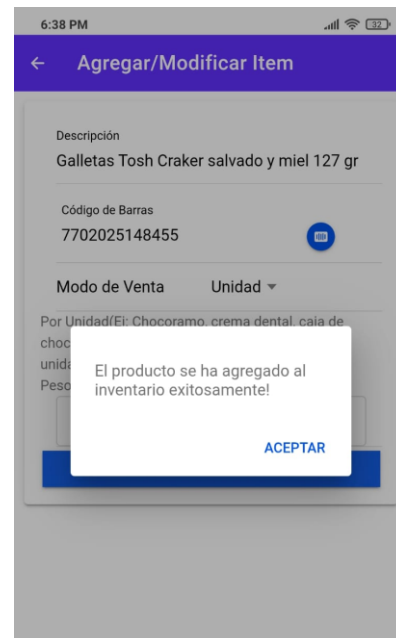 6:38 PM
32
Agregar/Modificar Item
Descripción
Galletas Tosh Craker salvado y miel 127 gr
Código de Barras
7702025148455
Modo de Venta Unidad
Por Unidad(Ej: Chocoramo, crema dental, caja de
choc
unida
Peso
El producto se ha agregado al
inventario exitosamente!
ACEPTAR